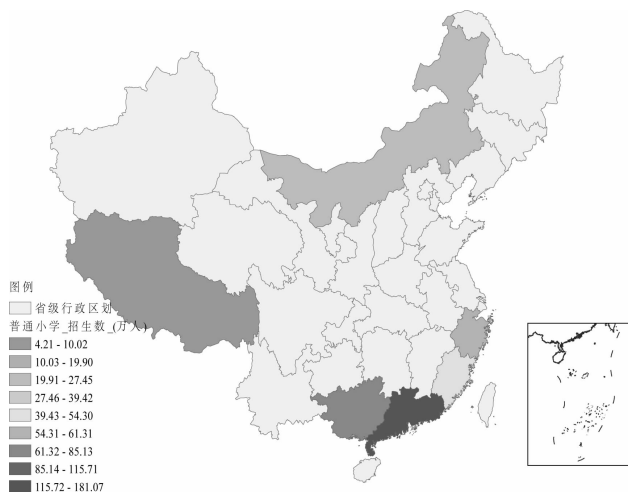 图例
省级行政区划
普通小学_招生数_(万人)
4.21 - 10.02
10.03 - 19.90
19.91 - 27.45
27.46 - 39.42
39.43 - 54.30
54.31 - 61.31
61.32 - 85.13
85.14 - 115.71
115.72 - 181.07